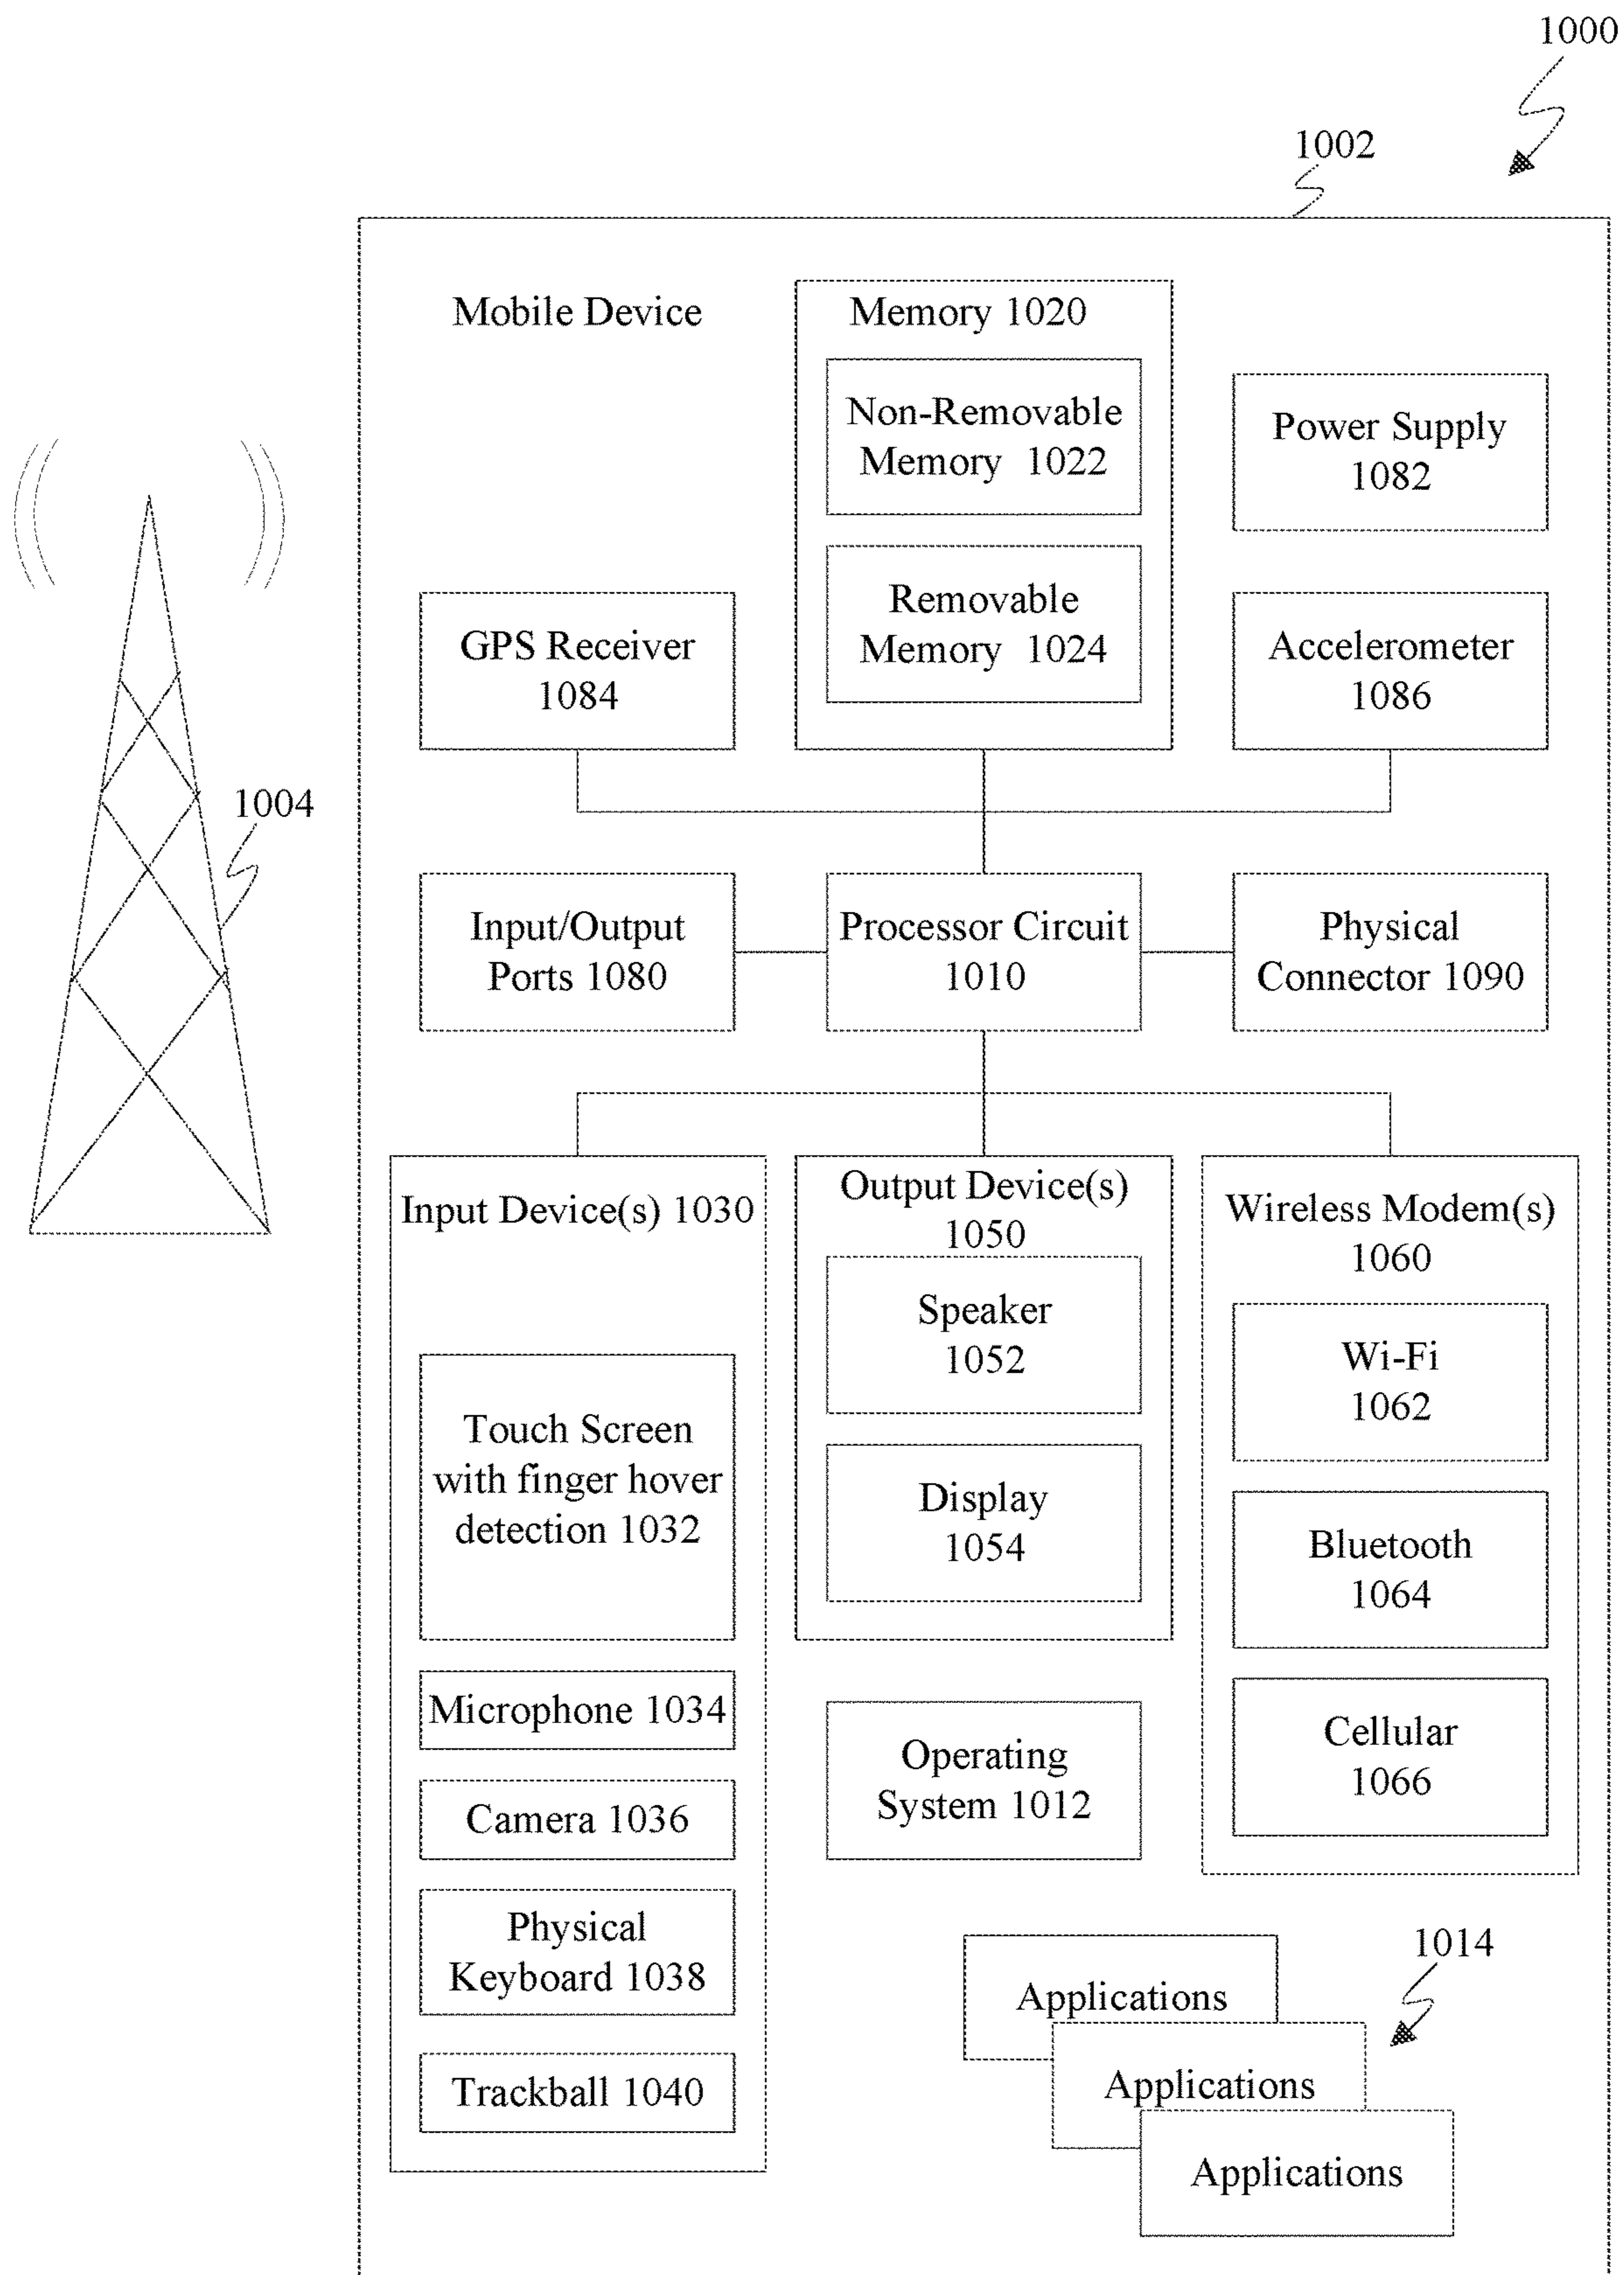 1000
1002
Mobile Device
Memory 1020
Non-Removable
Memory 1022
Power Supply
1082
Removable
Memory 1024
GPS Receiver
1084
Accelerometer
1086
1004
Input/Output
Ports 1080
Processor Circuit
1010
Physical
Connector 1090
Input Device(s) 1030
Touch Screen
with finger hover
detection 1032
Microphone 1034
Camera 1036
Physical
Keyboard 1038
Trackball 1040
Output Device(s)
1050
Speaker
1052
Display
1054
Operating
System 1012
Wireless Modem(s)
1060
Wi-Fi
1062
Bluetooth
1064
Cellular
1066
1014
Applications
Applications
Applications